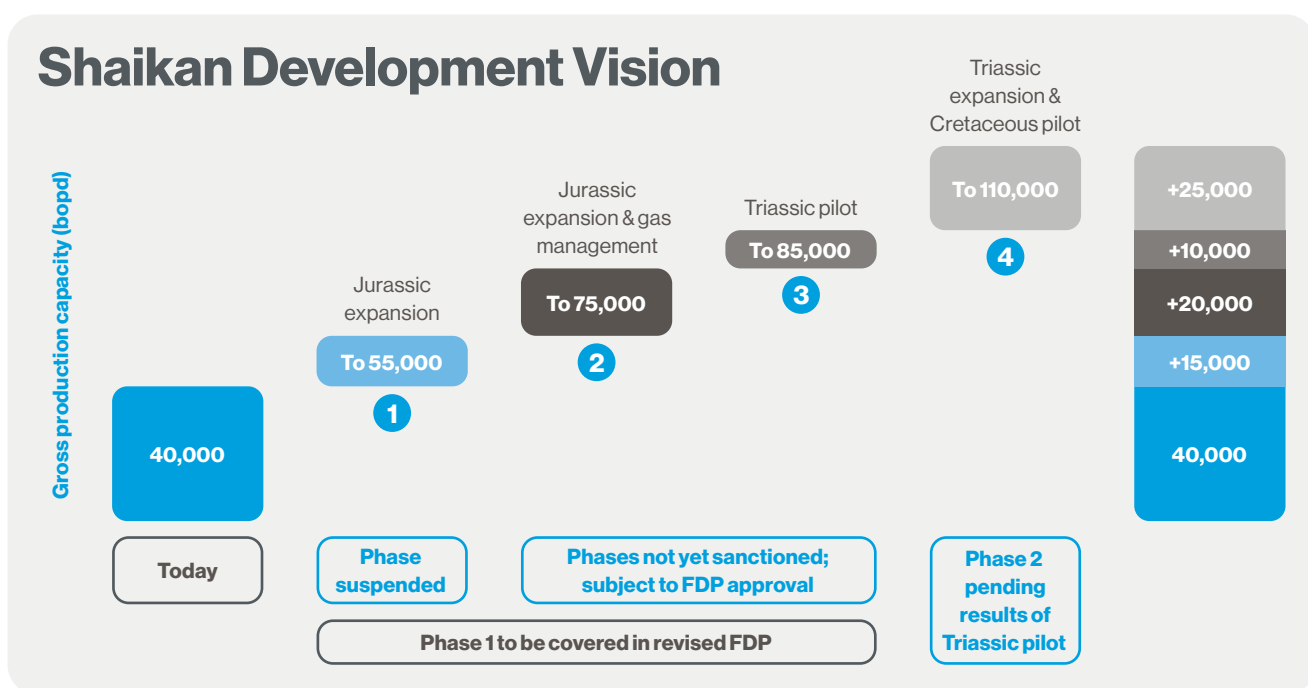 Shaikan Development Vision
Gross production capacity (bopd)
40,000
Today
Jurassic
expansion
To 55,000
1
Phase
suspended
Jurassic
expansion & gas
management
To 75,000
2
Triassic pilot
To 85,000
3
Phases not yet sanctioned;
subject to FDP approval
Phase 1 to be covered in revised FDP
Triassic
expansion &
Cretaceous pilot
To 110,000
4
Phase 2
pending
results of
Triassic pilot
+25,000
+10,000
+20,000
+15,000
40,000